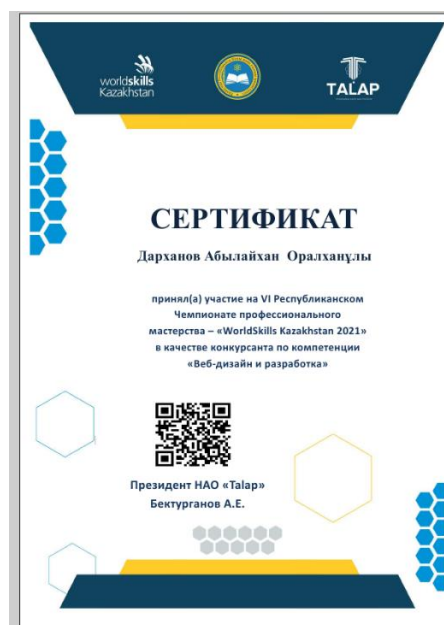 worldskills
Kazakhstan
TALAP
СЕРТИФИКАТ
Дарханов Абылайхан Оралханұлы
принял(а) участие на VI Республиканском
Чемпионате профессионального
мастерства – «WorldSkills Kazakhstan 2021»
в качестве конкурсанта по компетенции
«Веб-дизайн и разработка»
Президент НАО «Talap»
Бектурганов А.Е.